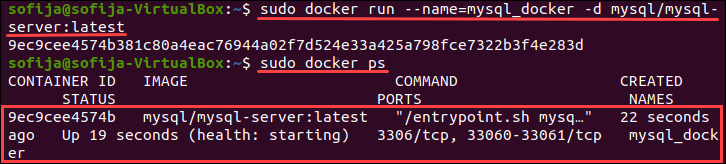 sofija@sofija-VirtualBox:~$ sudo docker run --name=mysql_docker -d mysql/mysql-
server:latest
9ec9cee4574b381c80a4eac76944a02f7d524e33a425a798fce7322b3f4e283d
sofija@sofija-VirtualBox:~$ sudo docker ps
CONTAINER ID   IMAGE                       COMMAND                  CREATED
       STATUS                            PORTS                       NAMES
9ec9cee4574b   mysql/mysql-server:latest   "/entrypoint.sh mysq…"   22 seconds
ago   Up 19 seconds (health: starting)   3306/tcp, 33060-33061/tcp   mysql_dock
er